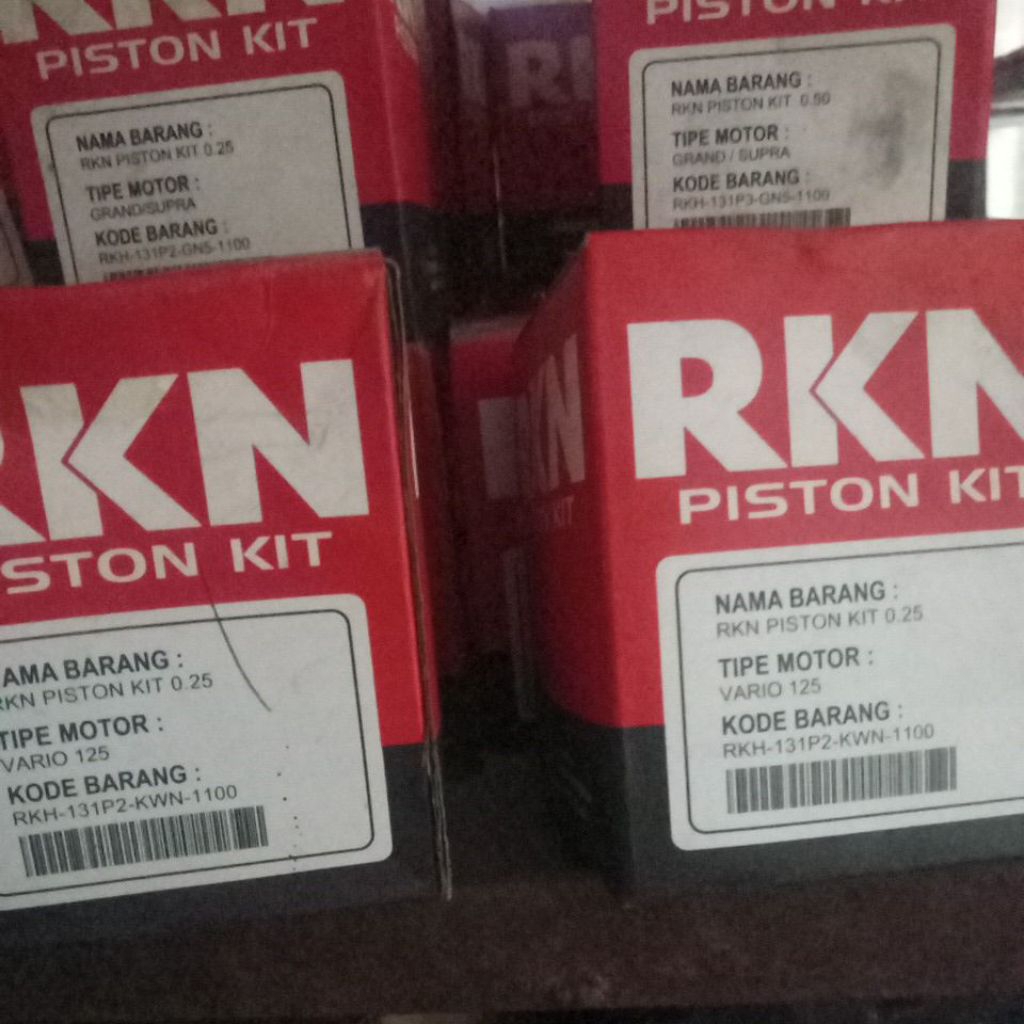 RKN
PISTON KIT
NAMA BARANG :
RKN PISTON KIT 0.25
TIPE MOTOR :
GRAND/SUPRA
KODE BARANG :
RKH-131P2-GN5-1100
PISTON KIT
NAMA BARANG :
RKN PISTON KIT 0.50
TIPE MOTOR :
GRAND / SUPRA
KODE BARANG :
RKH-131P3-GN5-1100
RKN
PISTON KIT
NAMA BARANG :
RKN PISTON KIT 0.25
TIPE MOTOR :
VARIO 125
KODE BARANG :
RKH-131P2-KWN-1100
RKN
PISTON KIT
NAMA BARANG :
RKN PISTON KIT 0.25
TIPE MOTOR :
VARIO 125
KODE BARANG :
RKH-131P2-KWN-1100